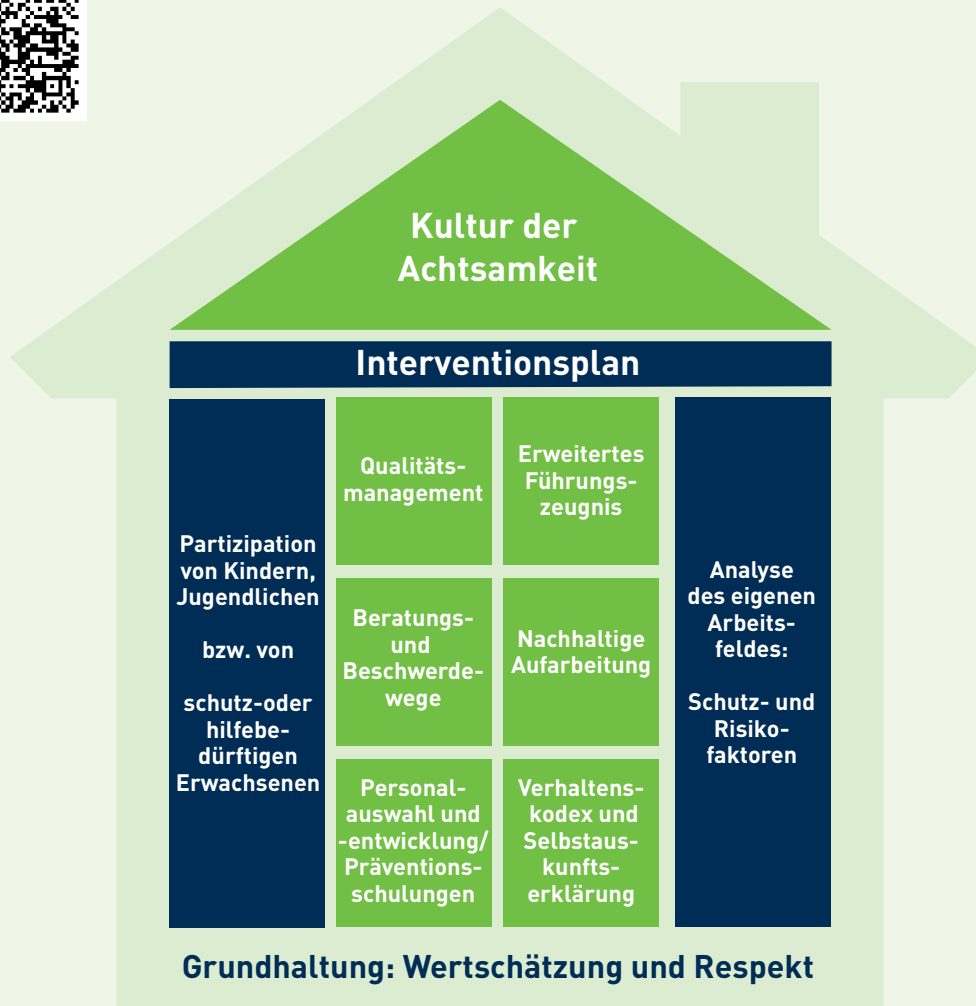 Kultur der
Achtsamkeit
Interventionsplan
Partizipation
von Kindern,
Jugendlichen
bzw. von
schutz-oder
hilfebe-
dürftigen
Erwachsenen
Qualitäts-
management
Erweitertes
Führungs-
zeugnis
Beratungs-
und
Beschwerde-
wege
Nachhaltige
Aufarbeitung
Personal-
auswahl und
-entwicklung/
Präventions-
schulungen
Verhaltens-
kodex und
Selbstaus-
kunfts-
erklärung
Analyse
des eigenen
Arbeits-
feldes:
Schutz- und
Risiko-
faktoren
Grundhaltung: Wertschätzung und Respekt